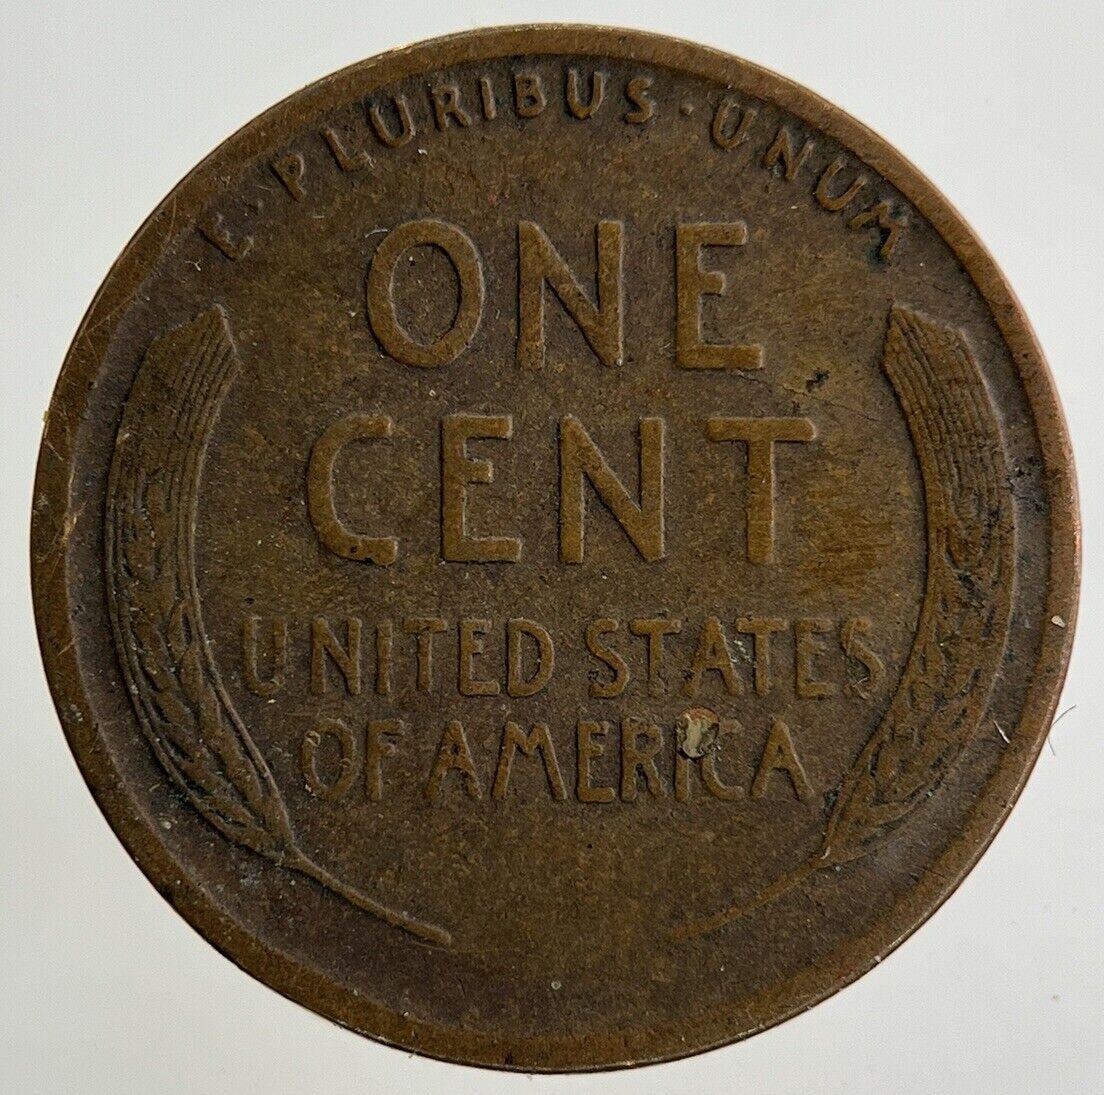 E · PLURIBUS · UNUM
ONE
CENT
UNITED STATES
OF AMERICA